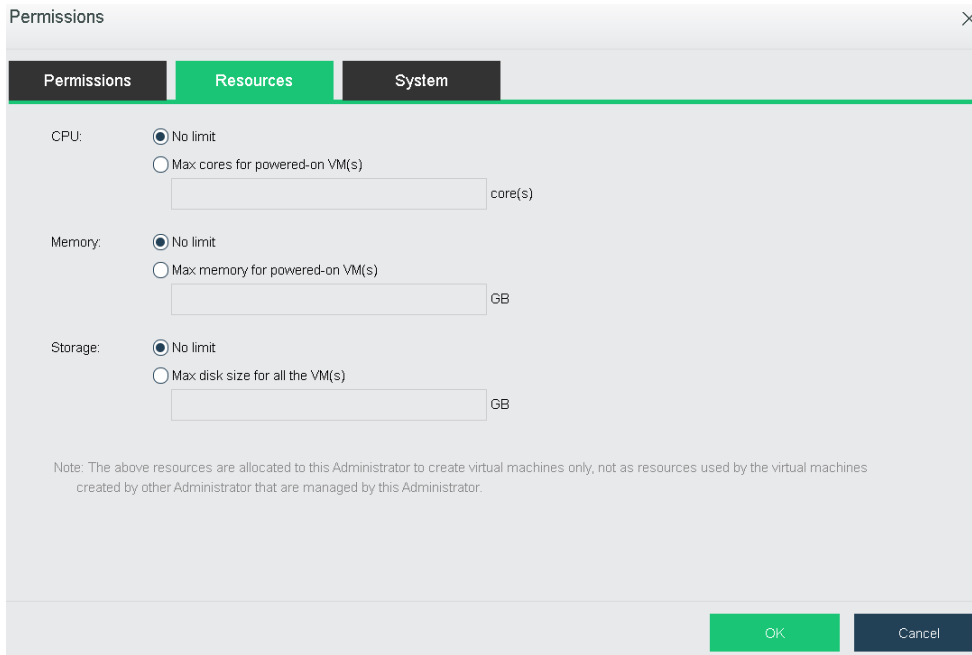 Permissions
Permissions Resources System
CPU: No limit
Max cores for powered-on VM(s)
core(s)
Memory: No limit
Max memory for powered-on VM(s)
GB
Storage: No limit
Max disk size for all the VM(s)
GB
Note: The above resources are allocated to this Administrator to create virtual machines only, not as resources used by the virtual machines
created by other Administrator that are managed by this Administrator.
OK Cancel